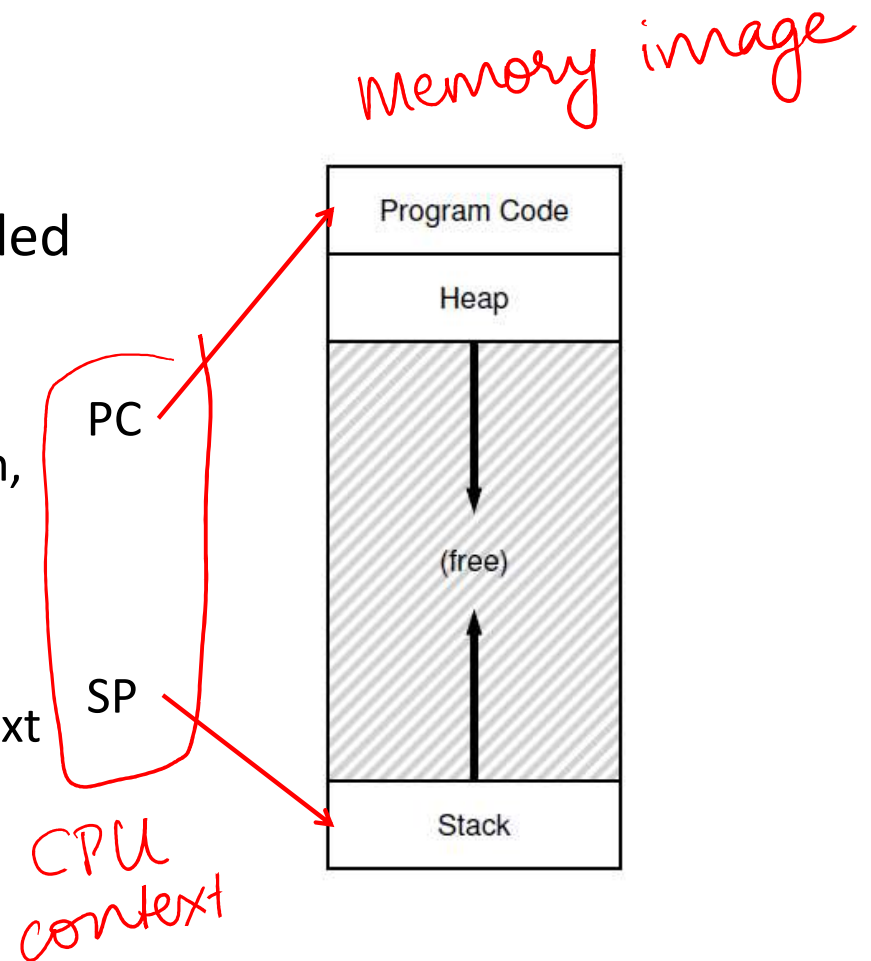 memory image
Program Code
led
Heap
PC
n,
(free)
SP
xt
Stack
CPU
context